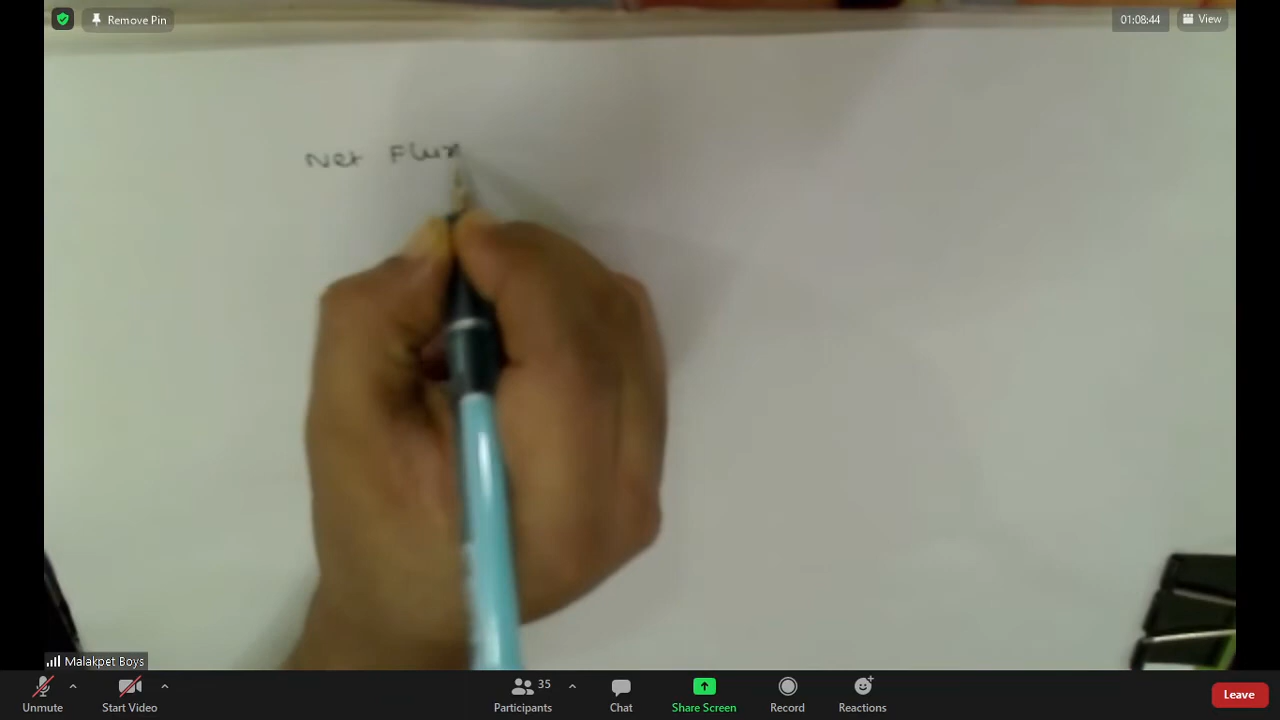 Remove Pin
01:08:44
View
Net Flux
Malakpet Boys
Unmute
Start Video
35
Participants
Chat
Share Screen
Record
Reactions
Leave